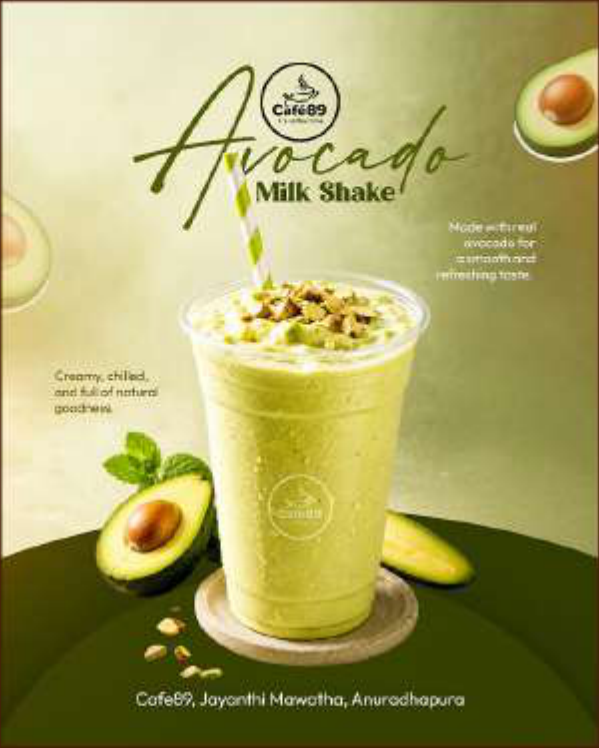 Café89
Avocado
Milk Shake
Made with real
avocado for
a smooth and
refreshing taste.
Creamy, chilled,
and full of natural
goodness.
Café89
Cafe89, Jayanthi Mawatha, Anuradhapura